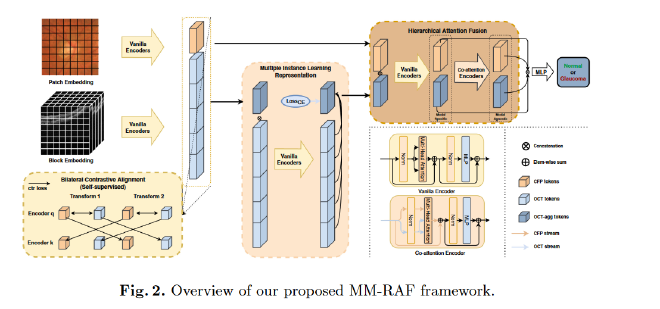 Patch Embedding
Vanilla
Encoders
Block Embedding
Vanilla
Encoders
Bilateral Contrastive Alignment
(Self-supervised)
ctr loss
Transform 1
Transform 2
Encoder q
Encoder k
Multiple Instance Learning
Representation
LossCE
Vanilla
Encoders
Hierarchical Attention Fusion
Vanilla
Encoders
Co-attention
Encoders
MLP
Normal
or
Glaucoma
Norm
Multi-Head
Attention
Norm
MLP
Vanilla Encoder
Norm
Multi-Head
Attention
Norm
MLP
Co-attention Encoder
Concatenation
Elem-wise sum
CFP tokens
OCT tokens
OCT-agg tokens
CFP stream
OCT stream
Fig. 2. Overview of our proposed MM-RAF framework.